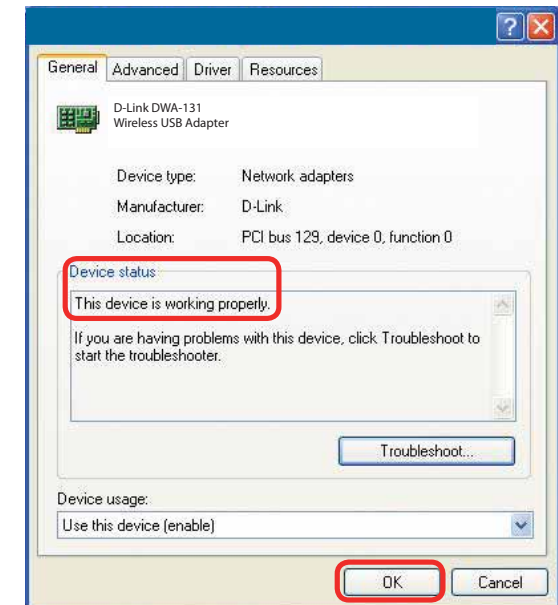 General Advanced Driver Resources
D-Link DWA-131
Wireless USB Adapter
Device type: Network adapters
Manufacturer: D-Link
Location: PCI bus 129, device 0, function 0
Device status
This device is working properly.
If you are having problems with this device, click Troubleshoot to
start the troubleshooter.
Troubleshoot...
Device usage:
Use this device (enable)
OK Cancel